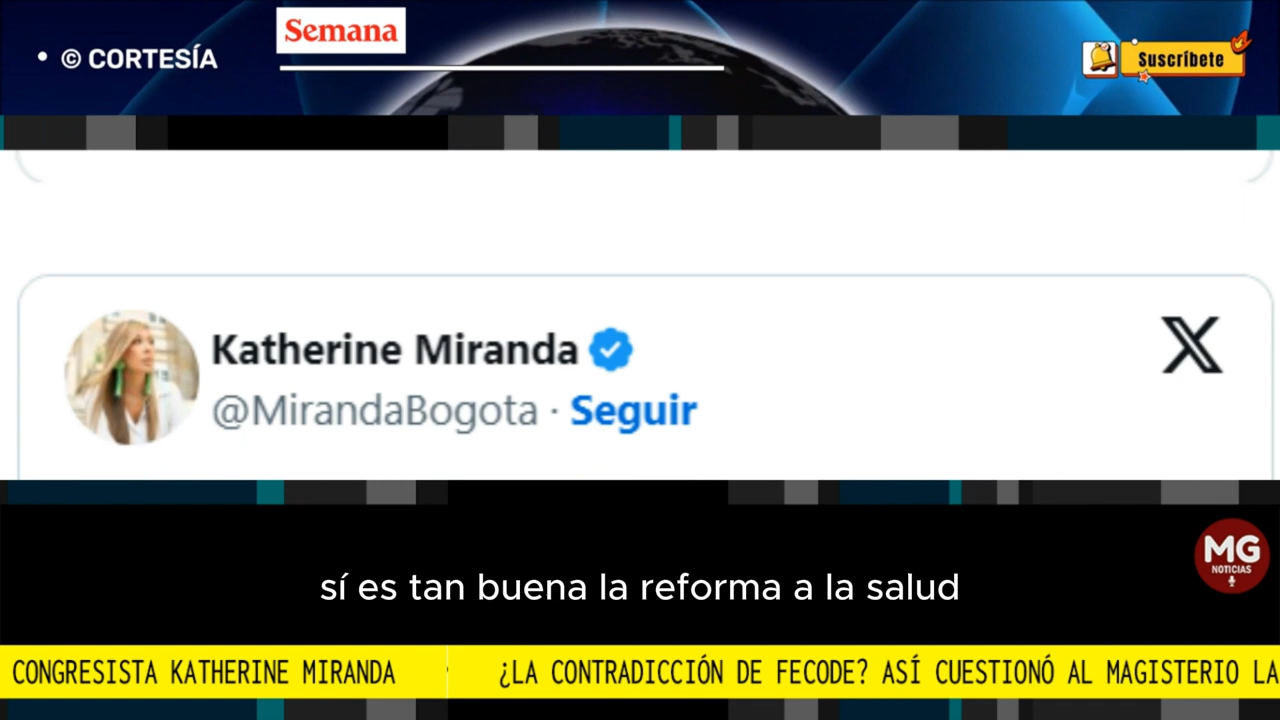 • © CORTESÍA
Semana
Suscríbete
Katherine Miranda
@MirandaBogota · Seguir
X
sí es tan buena la reforma a la salud
MG
NOTICIAS
CONGRESISTA KATHERINE MIRANDA
¿LA CONTRADICCIÓN DE FECODE? ASÍ CUESTIONÓ AL MAGISTERIO LA